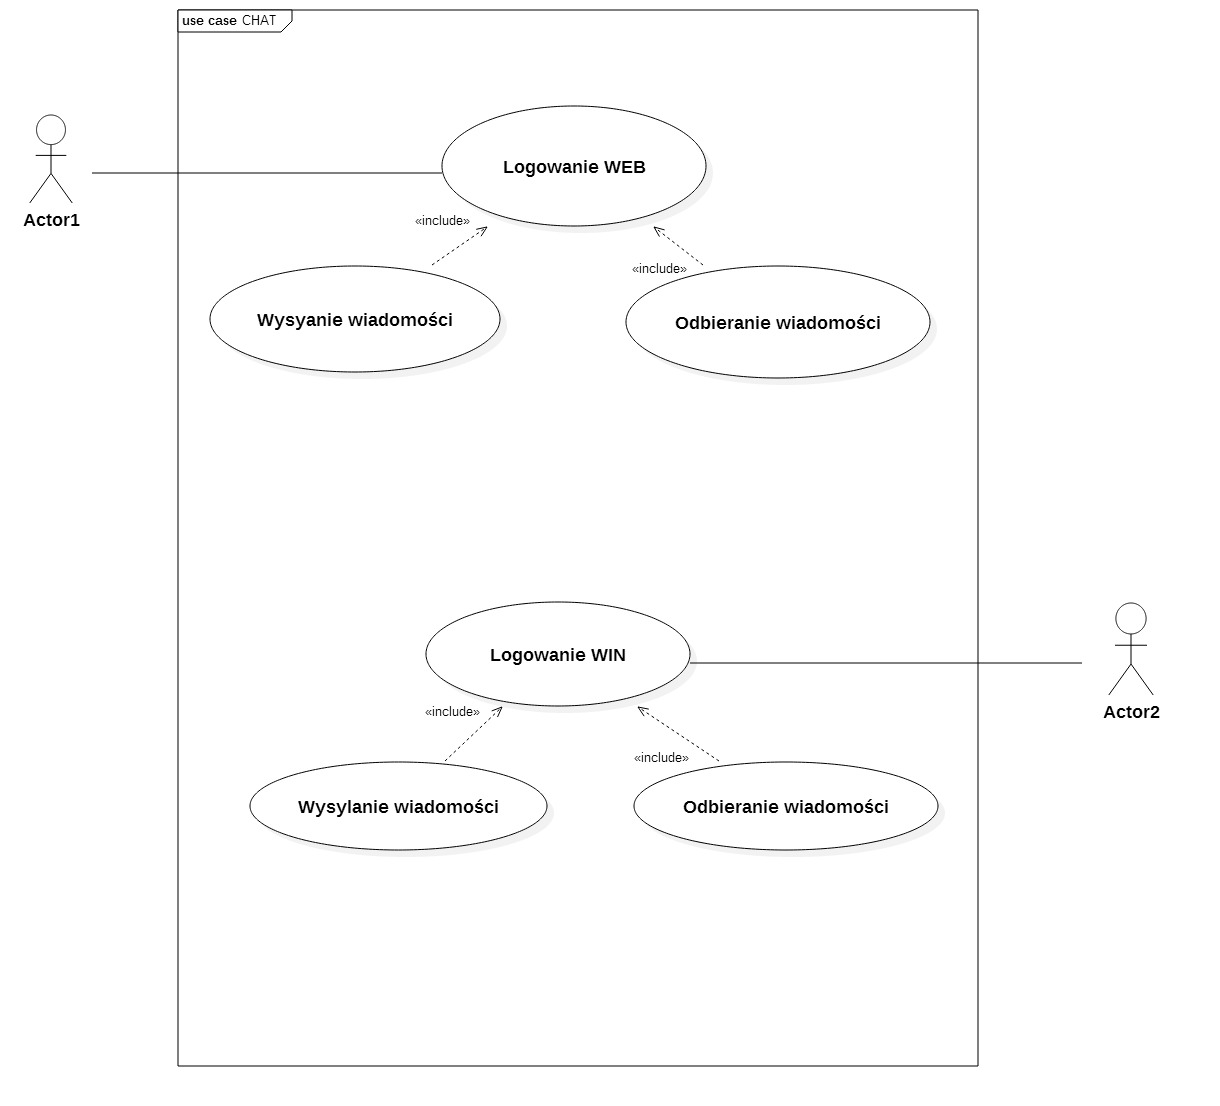 use case CHAT
Logowanie WEB
Actor1
«include»
«include»
Wysyanie wiadomości
Odbieranie wiadomości
Logowanie WIN
Actor2
«include»
«include»
Wysylanie wiadomości
Odbieranie wiadomości